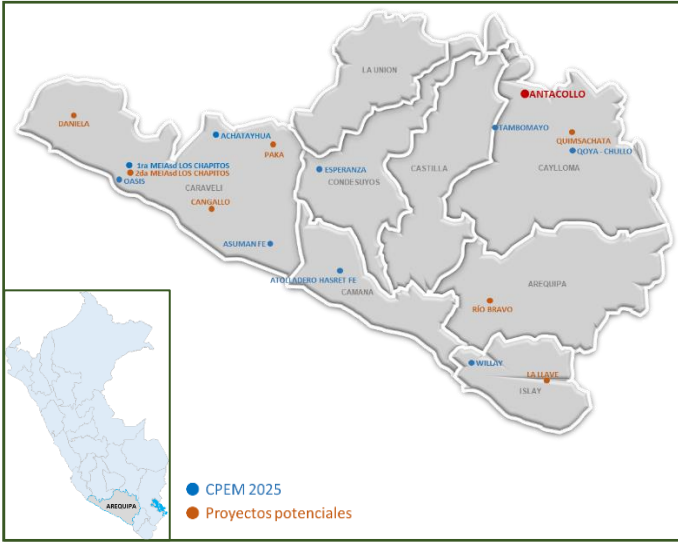 LA UNION
ANTACOLLO
DANIELA
ACHATAYHUA
TAMBOMAYO
QUIMSACHATA
PAKA
QOYA - CHULLO
1ra MEIAsd LOS CHAPITOS
ESPERANZA
CASTILLA
CAYLLOMA
2da MEIAsd LOS CHAPITOS
OASIS
CARAVELI
CONDESUYOS
CANGALLO
ASUMAN FE
ATOLLADERO HASRET FE
CAMANA
AREQUIPA
RÍO BRAVO
WILLAY
LA LLAVE
ISLAY
AREQUIPA
CPEM 2025
Proyectos potenciales